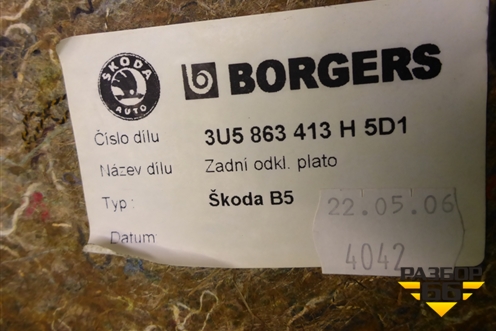 ŠKODA
AUTO
BORGERS
Číslo dílu 3U5 863 413 H 5D1
Název dílu Zadní odkl. plato
Typ: Škoda B5
Datum
22.05.06
4042
РАЗБОР